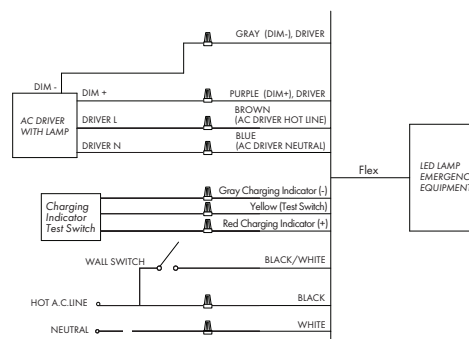 GRAY (DIM-), DRIVER
DIM -
DIM +
PURPLE (DIM+), DRIVER
AC DRIVER
WITH LAMP
DRIVER L
BROWN
(AC DRIVER HOT LINE)
DRIVER N
BLUE
(AC DRIVER NEUTRAL)
Flex
LED LAMP
EMERGENC
EQUIPMENT
Charging
Indicator
Test Switch
Gray Charging Indicator (-)
Yellow (Test Switch)
Red Charging Indicator (+)
WALL SWITCH
BLACK/WHITE
HOT A.C.LINE
BLACK
NEUTRAL
WHITE